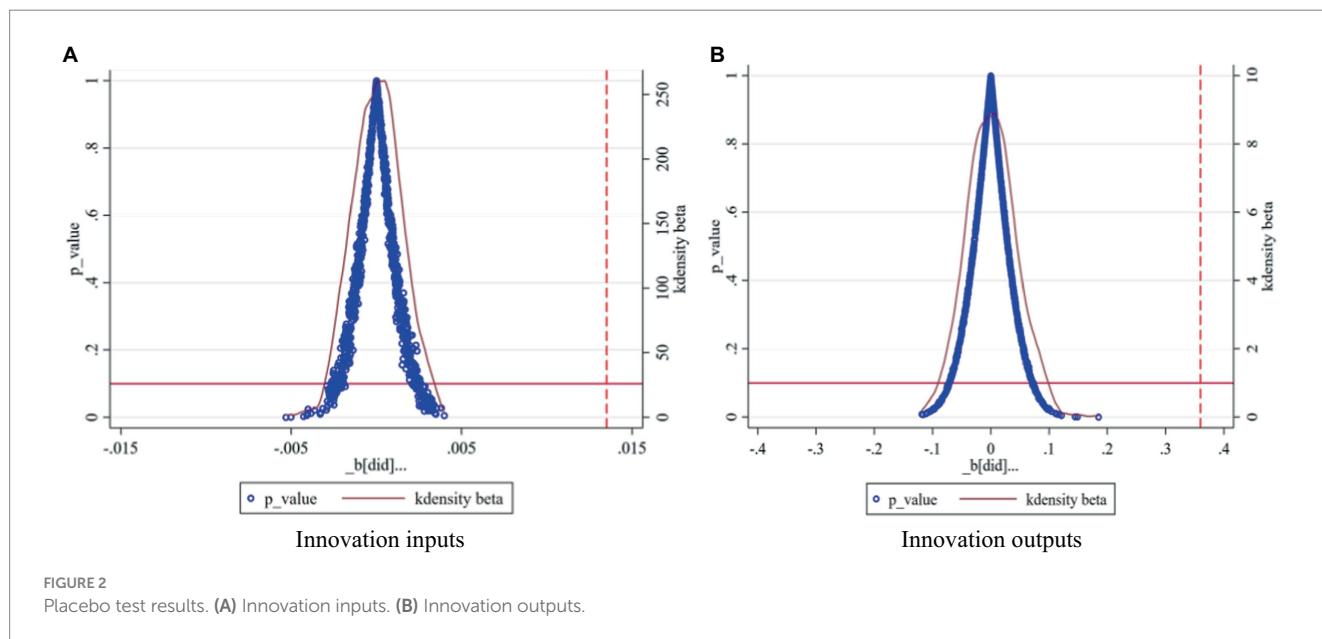 A
p_value
0
.2
.4
.6
.8
1
kdensity beta
0
50
100
150
200
250
-.015
-.005
.005
.015
_b[did]...
p_value
kdensity beta
Innovation inputs
B
p_value
0
.2
.4
.6
.8
1
kdensity beta
0
2
4
6
8
10
-.4
-.3
-.2
-.1
0
.1
.2
.3
.4
_b[did]...
p_value
kdensity beta
Innovation outputs
FIGURE 2
Placebo test results. (A) Innovation inputs. (B) Innovation outputs.